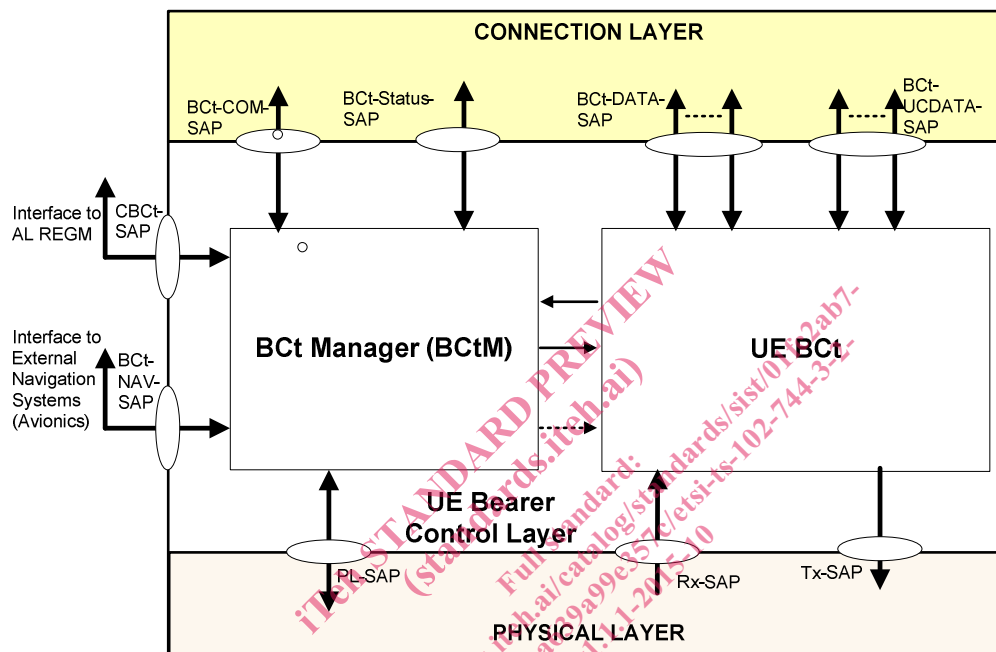 CONNECTION LAYER
BCt-COM-
SAP
BCt-Status-
SAP
BCt-DATA-
SAP
BCt-
UCDATA-
SAP
Interface to
AL REGM
CBCt-
SAP
Interface to
External
Navigation
Systems
(Avionics)
BCt-
NAV-
SAP
BCt Manager (BCtM)
UE BCt
UE Bearer
Control Layer
PL-SAP
Rx-SAP
Tx-SAP
PHYSICAL LAYER
iTeh STANDARD PREVIEW
(standards.iteh.ai)
Full standard: